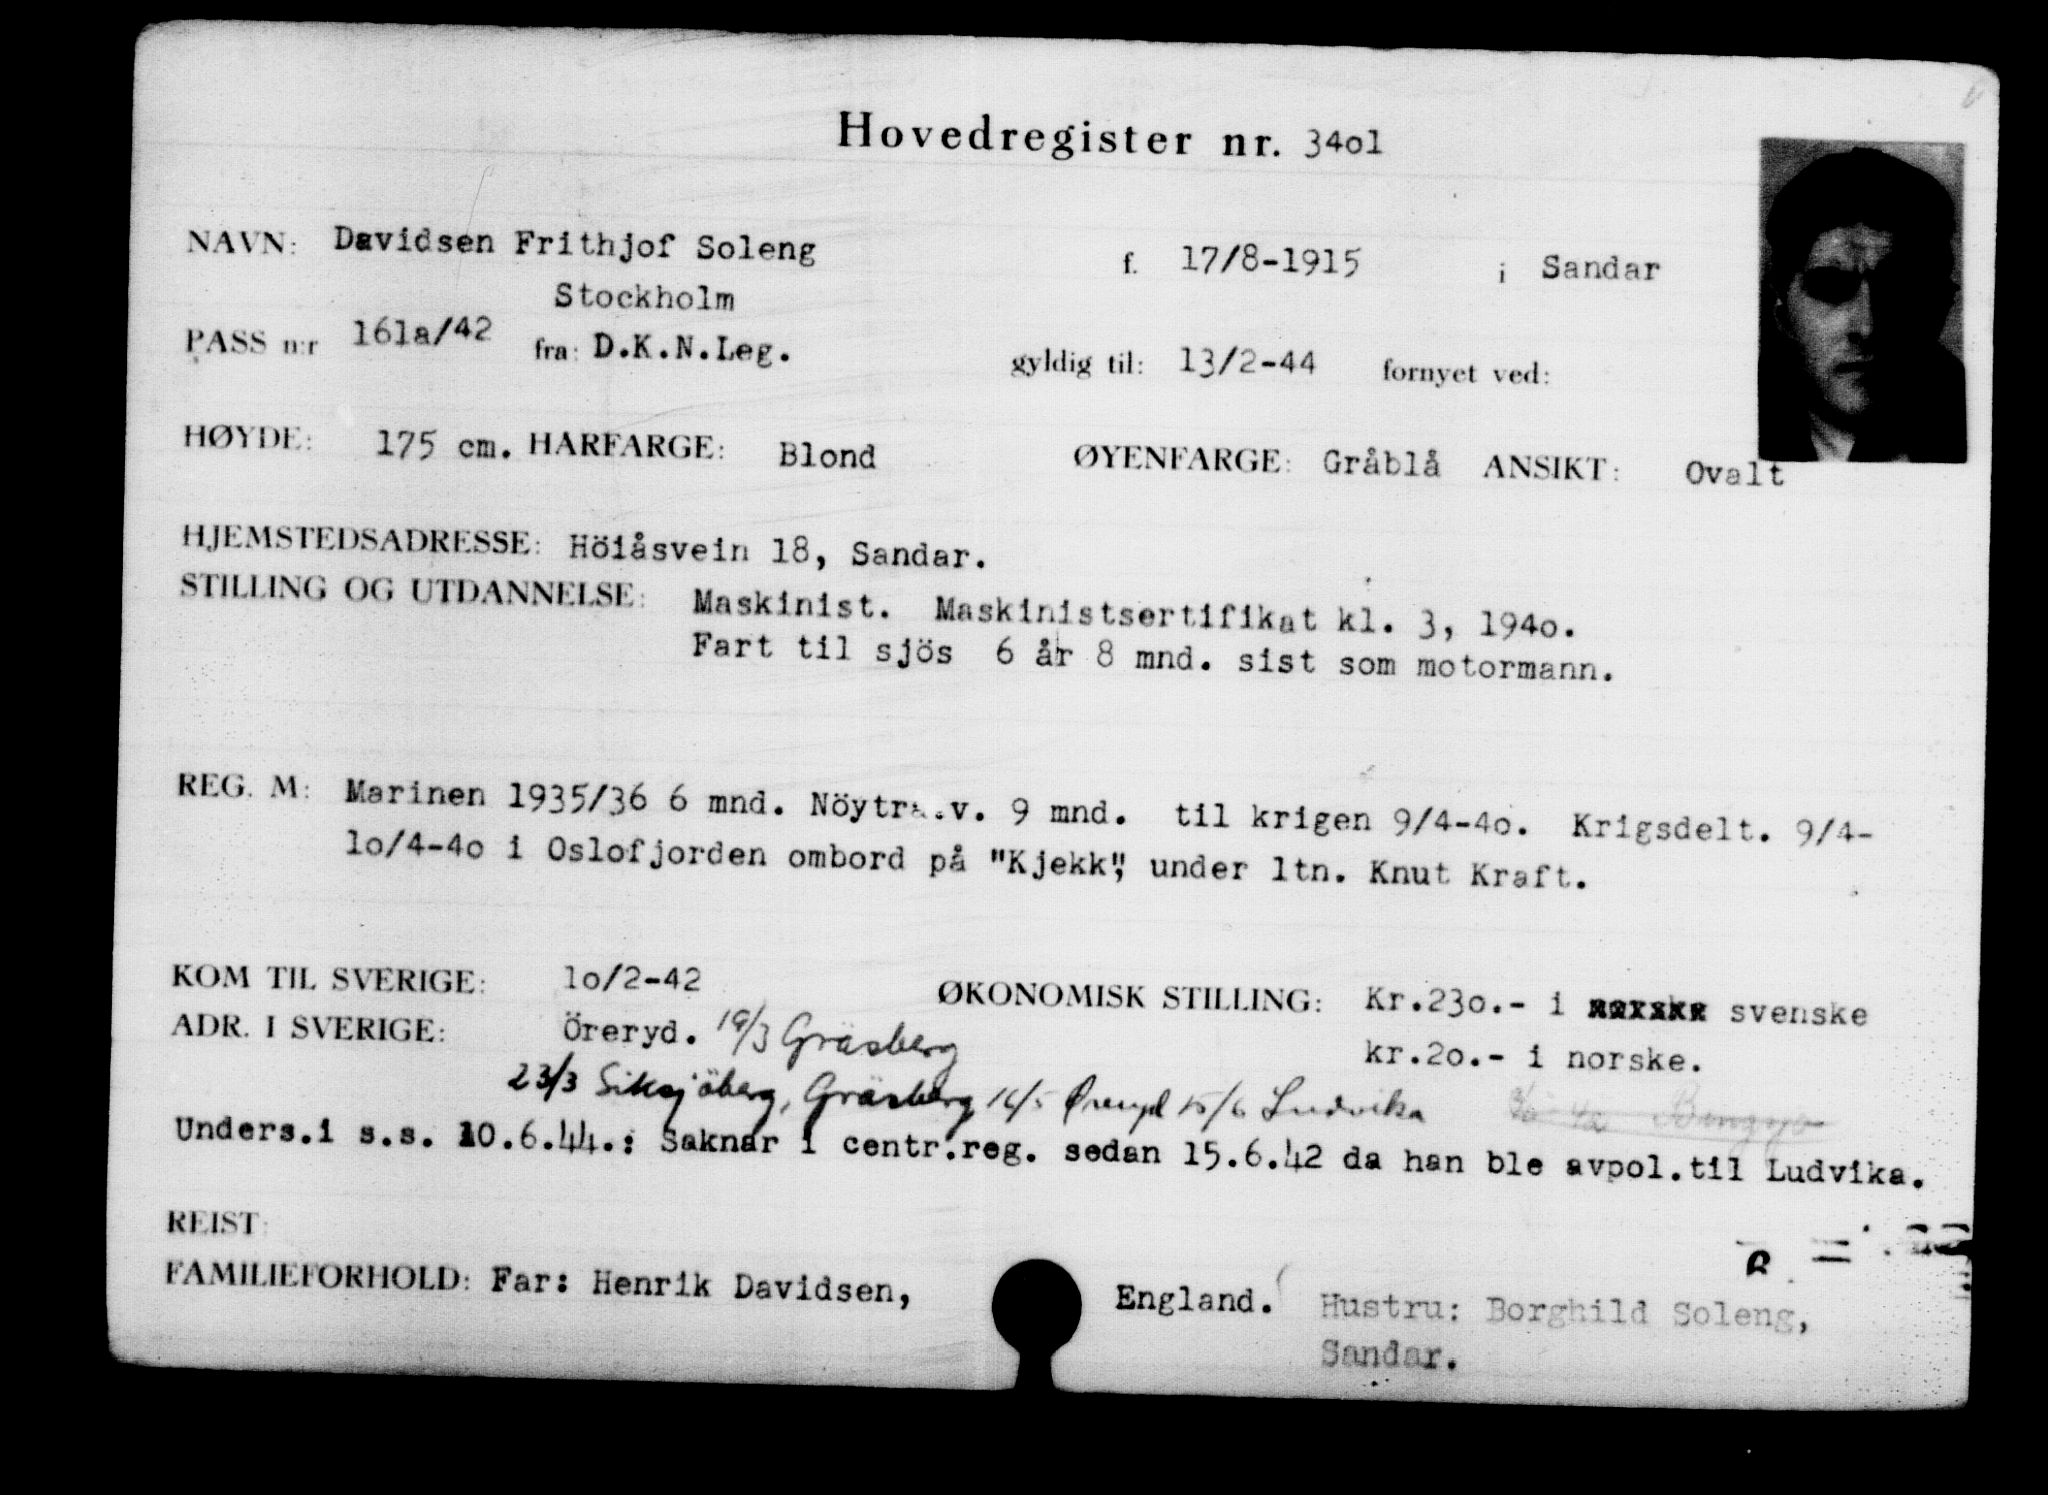 Hovedregister nr. 34o1
NAVN: Davidsen Frithjof Soleng f. 17/8-1915 i Sandar
Stockholm
PASS n:r 161a/42 fra: D.K.N.Leg. gyldig til: 13/2-44 fornyet ved:
HØYDE: 175 cm. HARFARGE: Blond ØYENFARGE: Gråblå ANSIKT: Ovalt
HJEMSTEDSADRESSE: Höiåsvein 18, Sandar.
STILLING OG UTDANNELSE: Maskinist. Maskinistsertifikat kl. 3, 194o.
Fart til sjös 6 år 8 mnd. sist som motormann.
REG. M: Marinen 1935/36 6 mnd. Nöytra.v. 9 mnd. til krigen 9/4-4o. Krigsdelt. 9/4-
lo/4-4o i Oslofjorden ombord på "Kjekk", under ltn. Knut Kraft.
KOM TIL SVERIGE: lo/2-42 ØKONOMISK STILLING: Kr.23o.- i svenske
ADR. I SVERIGE: Öreryd. 19/3 Gräsberg kr.2o.- i norske.
23/3 Siksjöberg, Gräsberg 16/5 Øreryd 15/6 Ludvika
Unders.i s.s. 10.6.44.: Saknar i centr.reg. sedan 15.6.42 da han ble avpol.til Ludvika.
REIST:
FAMILIEFORHOLD: Far: Henrik Davidsen, England. Hustru: Borghild Soleng,
Sandar.